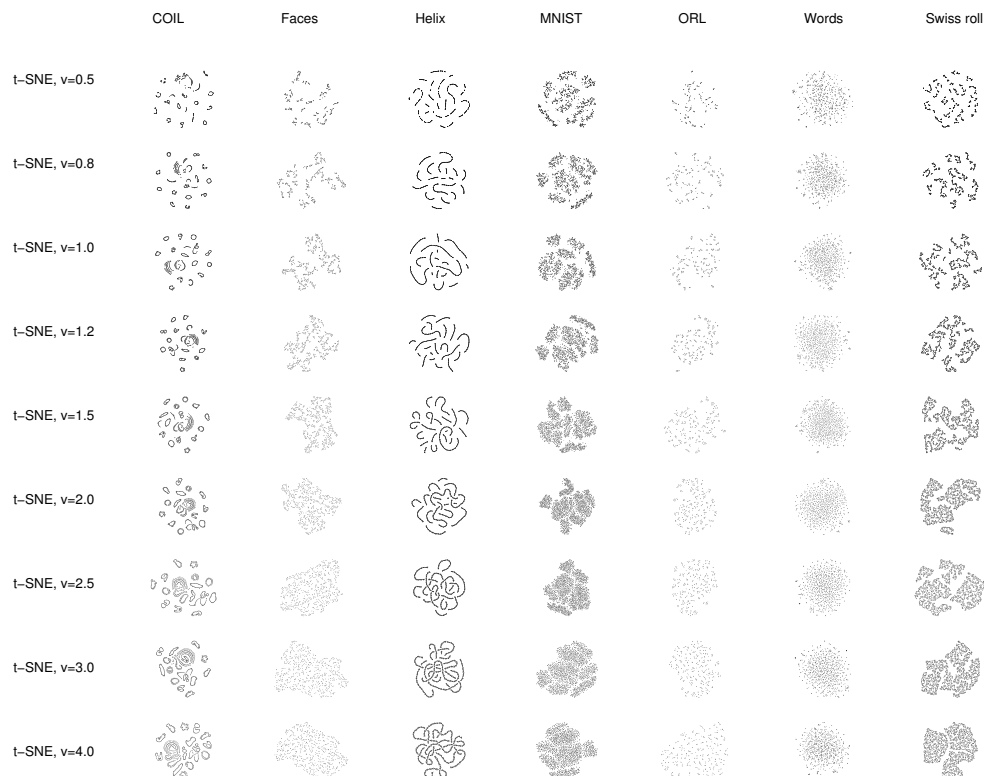 COIL Faces Helix MNIST ORL Words Swiss roll
t−SNE, v=0.5
t−SNE, v=0.8
t−SNE, v=1.0
t−SNE, v=1.2
t−SNE, v=1.5
t−SNE, v=2.0
t−SNE, v=2.5
t−SNE, v=3.0
t−SNE, v=4.0